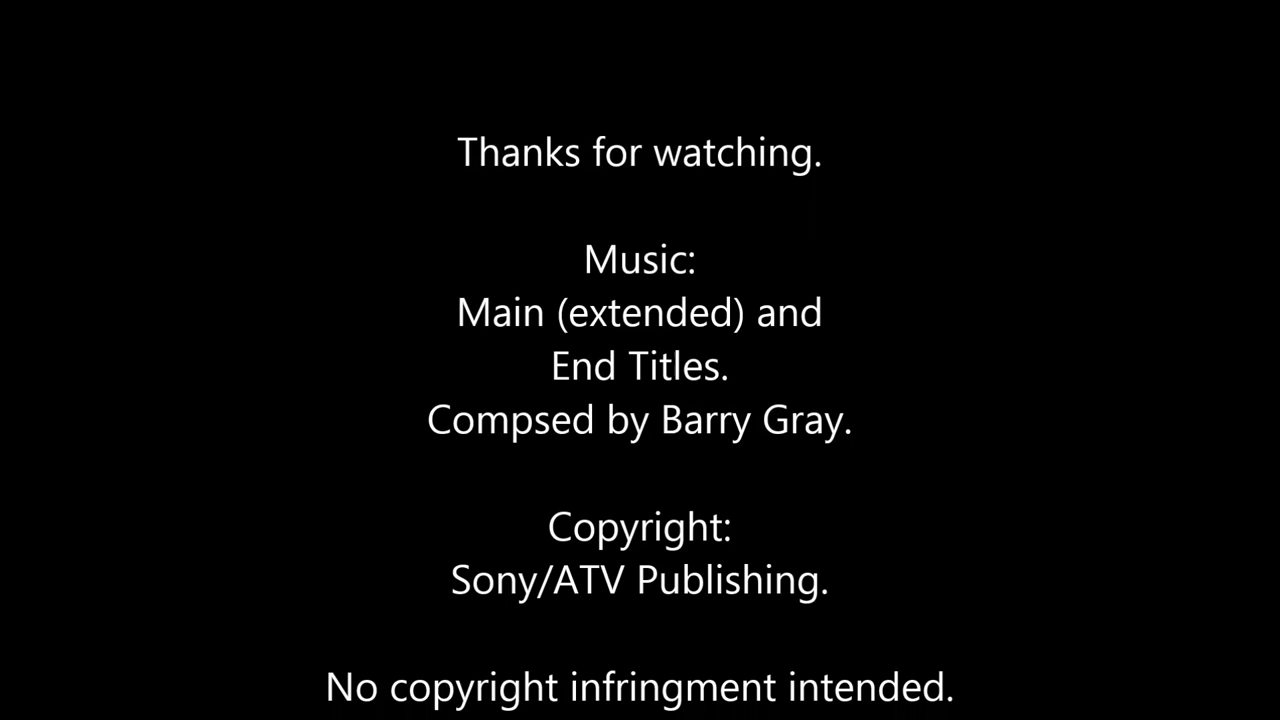 Thanks for watching.
Music:
Main (extended) and
End Titles.
Compsed by Barry Gray.
Copyright:
Sony/ATV Publishing.
No copyright infringment intended.